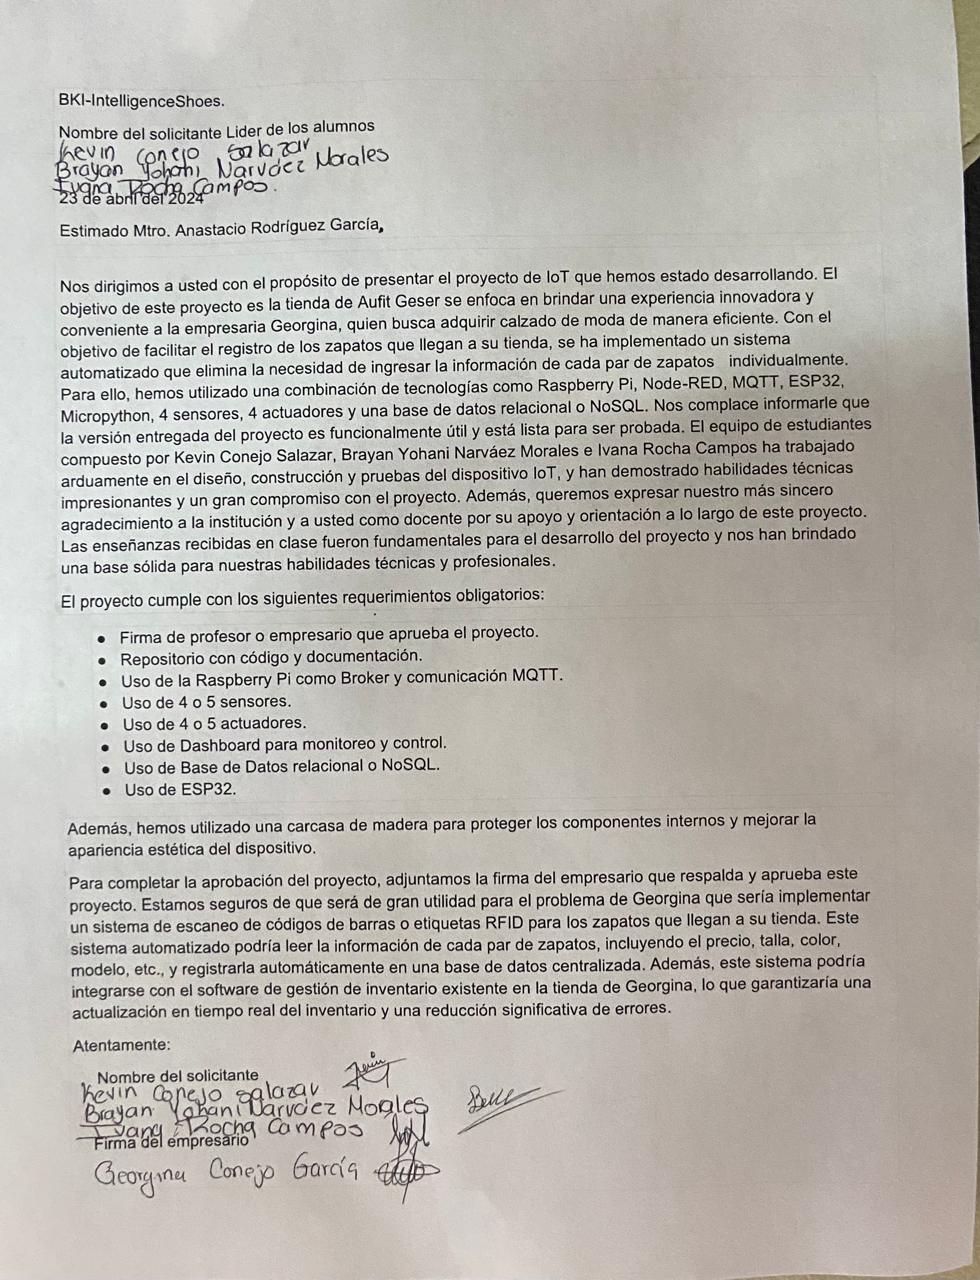 BKI-IntelligenceShoes.
Nombre del solicitante Lider de los alumnos
Kevin Conejo Salazar
Brayan Yohani Narváez Morales
Ivana Rocha Campos.
23 de abril del 2024
Estimado Mtro. Anastacio Rodríguez García,
Nos dirigimos a usted con el propósito de presentar el proyecto de IoT que hemos estado desarrollando. El
objetivo de este proyecto es la tienda de Aufit Geser se enfoca en brindar una experiencia innovadora y
conveniente a la empresaria Georgina, quien busca adquirir calzado de moda de manera eficiente. Con el
objetivo de facilitar el registro de los zapatos que llegan a su tienda, se ha implementado un sistema
automatizado que elimina la necesidad de ingresar la información de cada par de zapatos individualmente.
Para ello, hemos utilizado una combinación de tecnologías como Raspberry Pi, Node-RED, MQTT, ESP32,
Micropython, 4 sensores, 4 actuadores y una base de datos relacional o NoSQL. Nos complace informarle que
la versión entregada del proyecto es funcionalmente útil y está lista para ser probada. El equipo de estudiantes
compuesto por Kevin Conejo Salazar, Brayan Yohani Narváez Morales e Ivana Rocha Campos ha trabajado
arduamente en el diseño, construcción y pruebas del dispositivo IoT, y han demostrado habilidades técnicas
impresionantes y un gran compromiso con el proyecto. Además, queremos expresar nuestro más sincero
agradecimiento a la institución y a usted como docente por su apoyo y orientación a lo largo de este proyecto.
Las enseñanzas recibidas en clase fueron fundamentales para el desarrollo del proyecto y nos han brindado
una base sólida para nuestras habilidades técnicas y profesionales.
El proyecto cumple con los siguientes requerimientos obligatorios:
• Firma de profesor o empresario que aprueba el proyecto.
• Repositorio con código y documentación.
• Uso de la Raspberry Pi como Broker y comunicación MQTT.
• Uso de 4 o 5 sensores.
• Uso de 4 o 5 actuadores.
• Uso de Dashboard para monitoreo y control.
• Uso de Base de Datos relacional o NoSQL.
• Uso de ESP32.
Además, hemos utilizado una carcasa de madera para proteger los componentes internos y mejorar la
apariencia estética del dispositivo.
Para completar la aprobación del proyecto, adjuntamos la firma del empresario que respalda y aprueba este
proyecto. Estamos seguros de que será de gran utilidad para el problema de Georgina que sería implementar
un sistema de escaneo de códigos de barras o etiquetas RFID para los zapatos que llegan a su tienda. Este
sistema automatizado podría leer la información de cada par de zapatos, incluyendo el precio, talla, color,
modelo, etc., y registrarla automáticamente en una base de datos centralizada. Además, este sistema podría
integrarse con el software de gestión de inventario existente en la tienda de Georgina, lo que garantizaría una
actualización en tiempo real del inventario y una reducción significativa de errores.
Atentamente:
Nombre del solicitante
Kevin Conejo Salazar
Brayan Yohani Narváez Morales
Ivana Rocha Campos
Firma del empresario
Georgina Conejo García